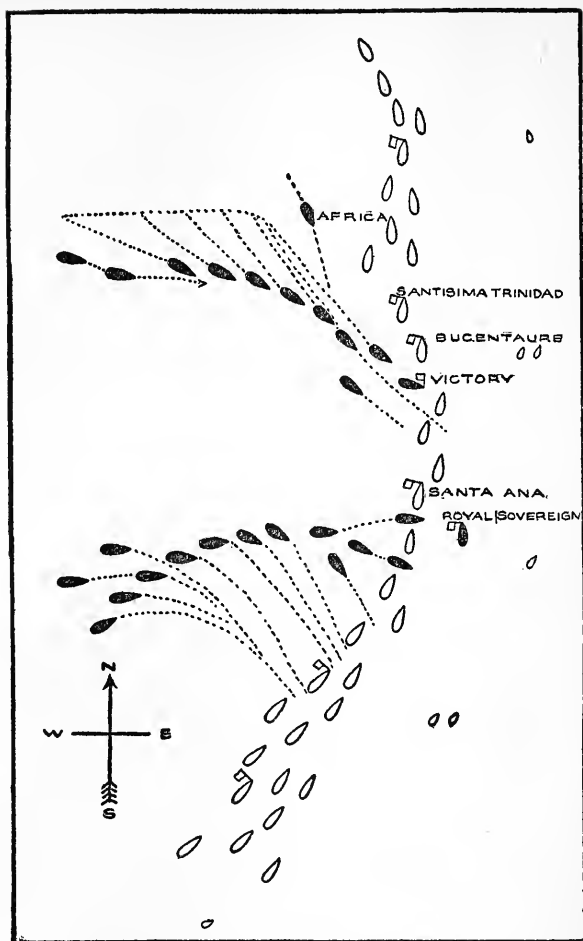 AFRICA
SANTISIMA TRINIDAD
BUCENTAURE
VICTORY
SANTA ANA
ROYAL SOVEREIGN
N
W E
S